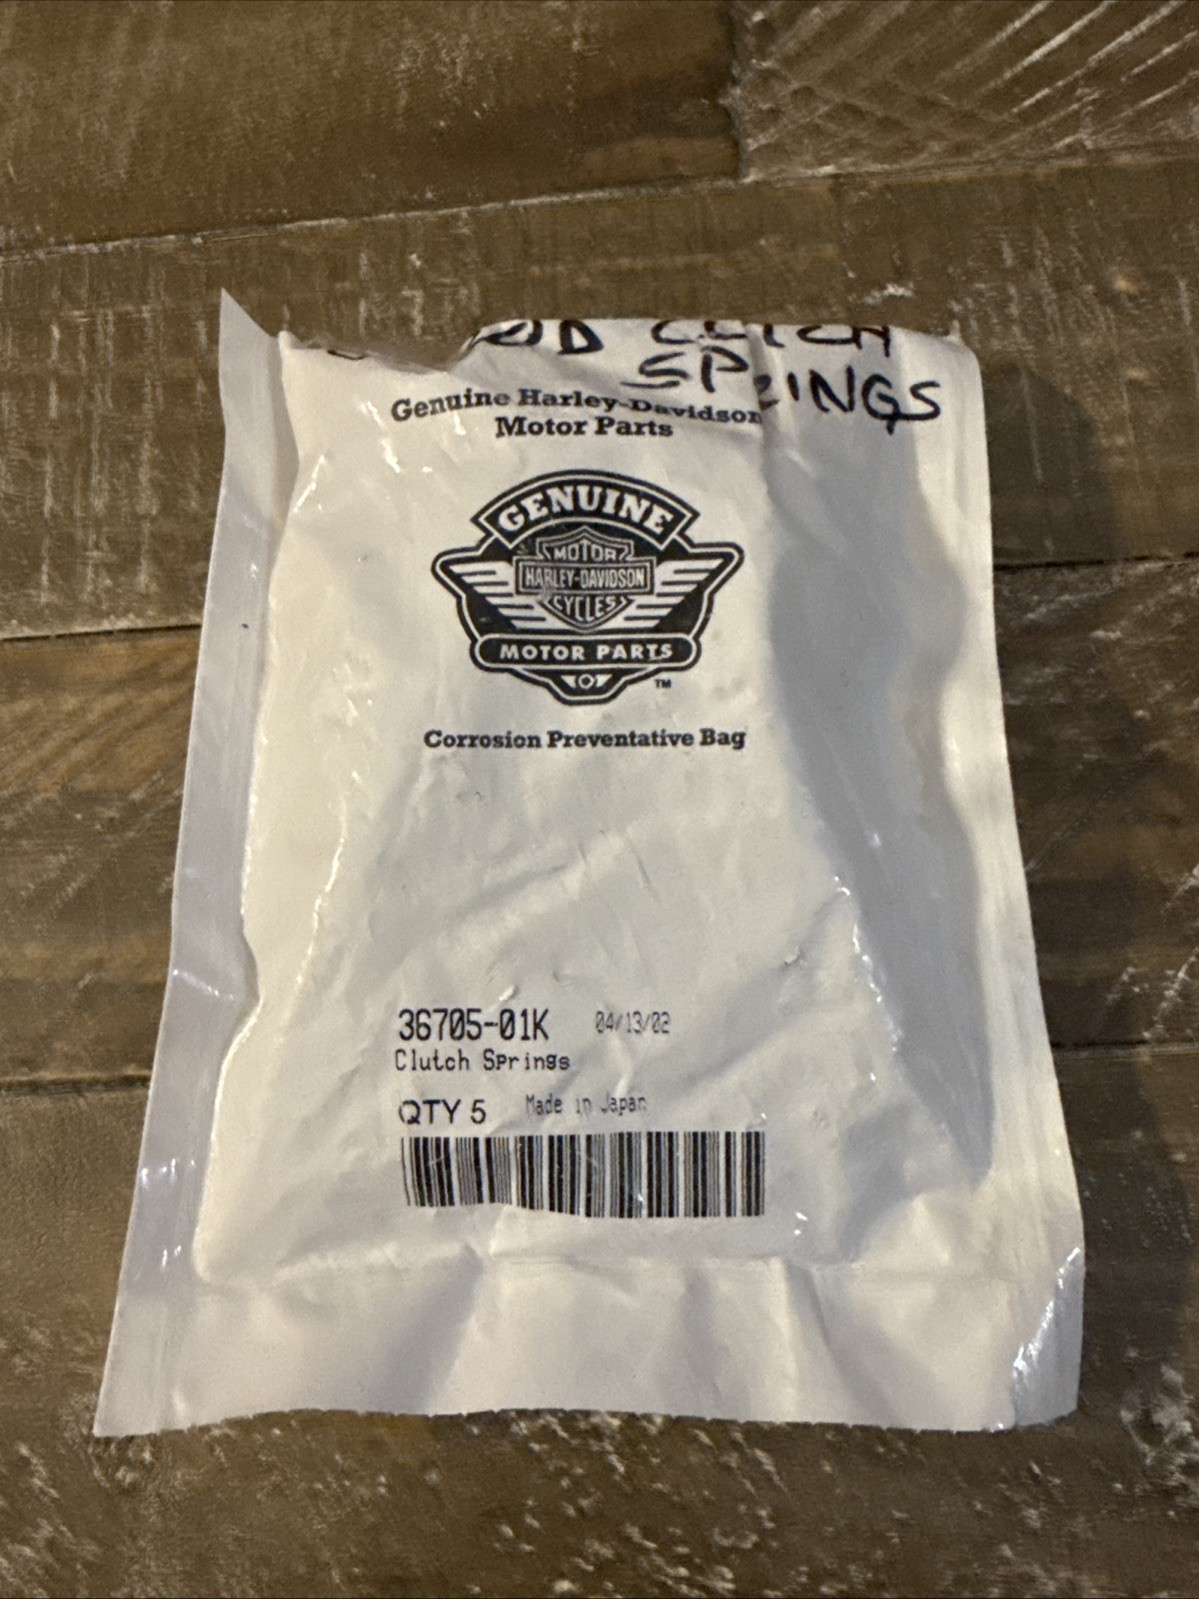 CLTCH
SPRINGS
Genuine Harley-Davidson
Motor Parts
GENUINE
MOTOR
HARLEY-DAVIDSON
CYCLES
MOTOR PARTS
TM
Corrosion Preventative Bag
36705-01K 04/13/02
Clutch Springs
QTY 5 Made in Japan